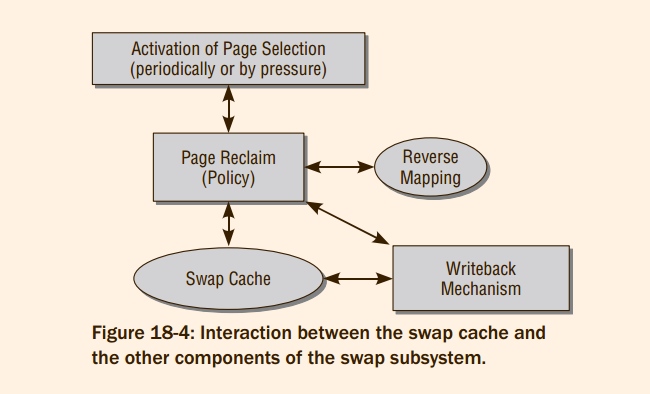 Activation of Page Selection
(periodically or by pressure)
Page Reclaim
(Policy)
Reverse
Mapping
Swap Cache
Writeback
Mechanism
Figure 18-4: Interaction between the swap cache and
the other components of the swap subsystem.